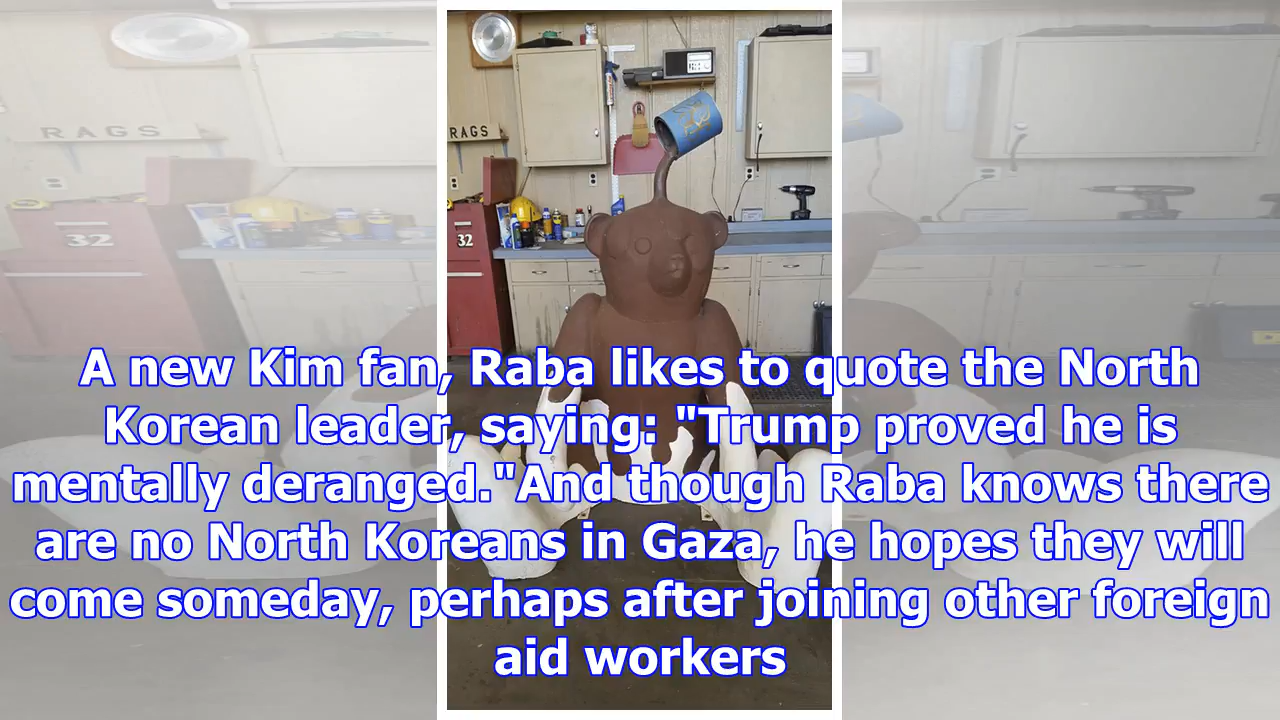 RAGS
RAGS
32
32
A new Kim fan, Raba likes to quote the North
Korean leader, saying: "Trump proved he is
mentally deranged."And though Raba knows there
are no North Koreans in Gaza, he hopes they will
come someday, perhaps after joining other foreign
aid workers